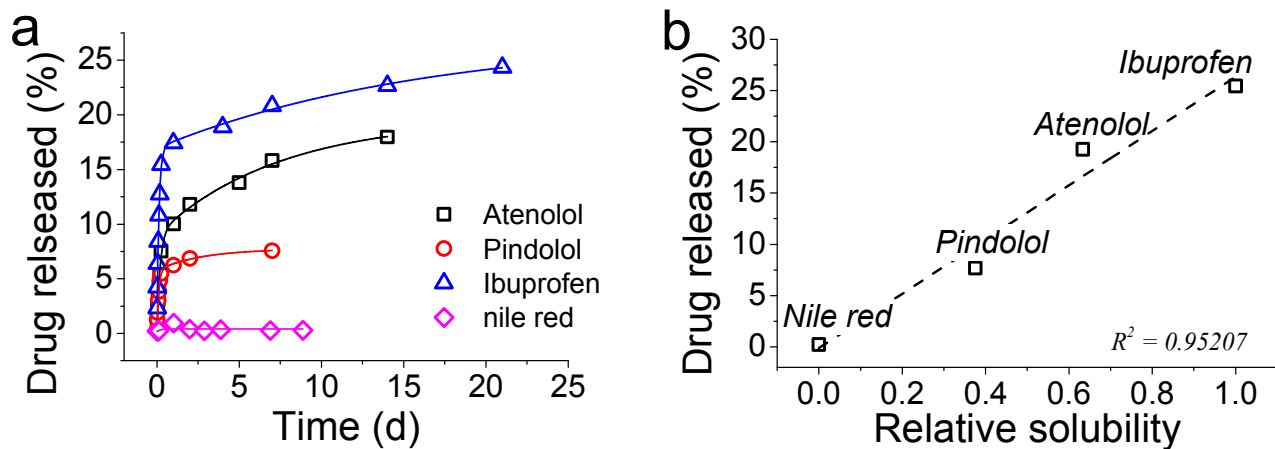 a
Drug relseased (%)
25
20
15
10
5
0
0
5
10
15
20
25
Time (d)
Atenolol
Pindolol
Ibuprofen
nile red
b
Drug released (%)
30
25
20
15
10
5
0
0.0
0.2
0.4
0.6
0.8
1.0
Relative solubility
Ibuprofen
Atenolol
Pindolol
Nile red
R² = 0.95207